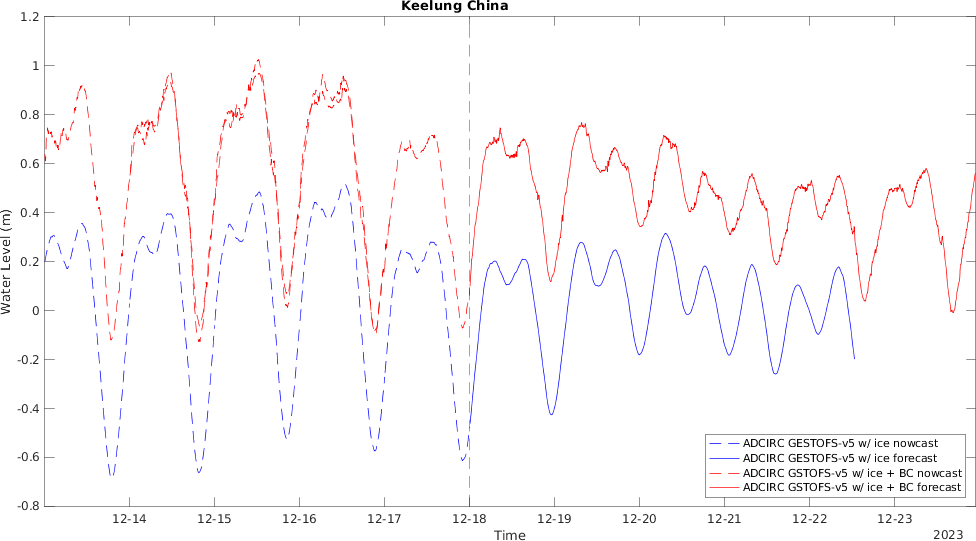 Keelung China
1.2
1
0.8
0.6
0.4
0.2
0
-0.2
-0.4
-0.6
-0.8
Water Level (m)
12-14 12-15 12-16 12-17 12-18 12-19 12-20 12-21 12-22 12-23
Time
2023
ADCIRC GESTOFS-v5 w/ ice nowcast
ADCIRC GESTOFS-v5 w/ ice forecast
ADCIRC GSTOFS-v5 w/ ice + BC nowcast
ADCIRC GSTOFS-v5 w/ ice + BC forecast